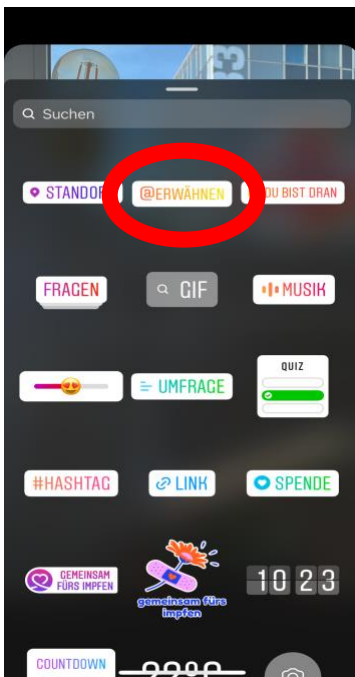 Suchen
STANDOR
@ERWÄHNEN
DU BIST DRAN
FRAGEN
GIF
MUSIK
UMFRAGE
QUIZ
#HASHTAG
LINK
SPENDE
GEMEINSAM
FÜRS IMPFEN
gemeinsam fürs
impfen
10 23
COUNTDOWN